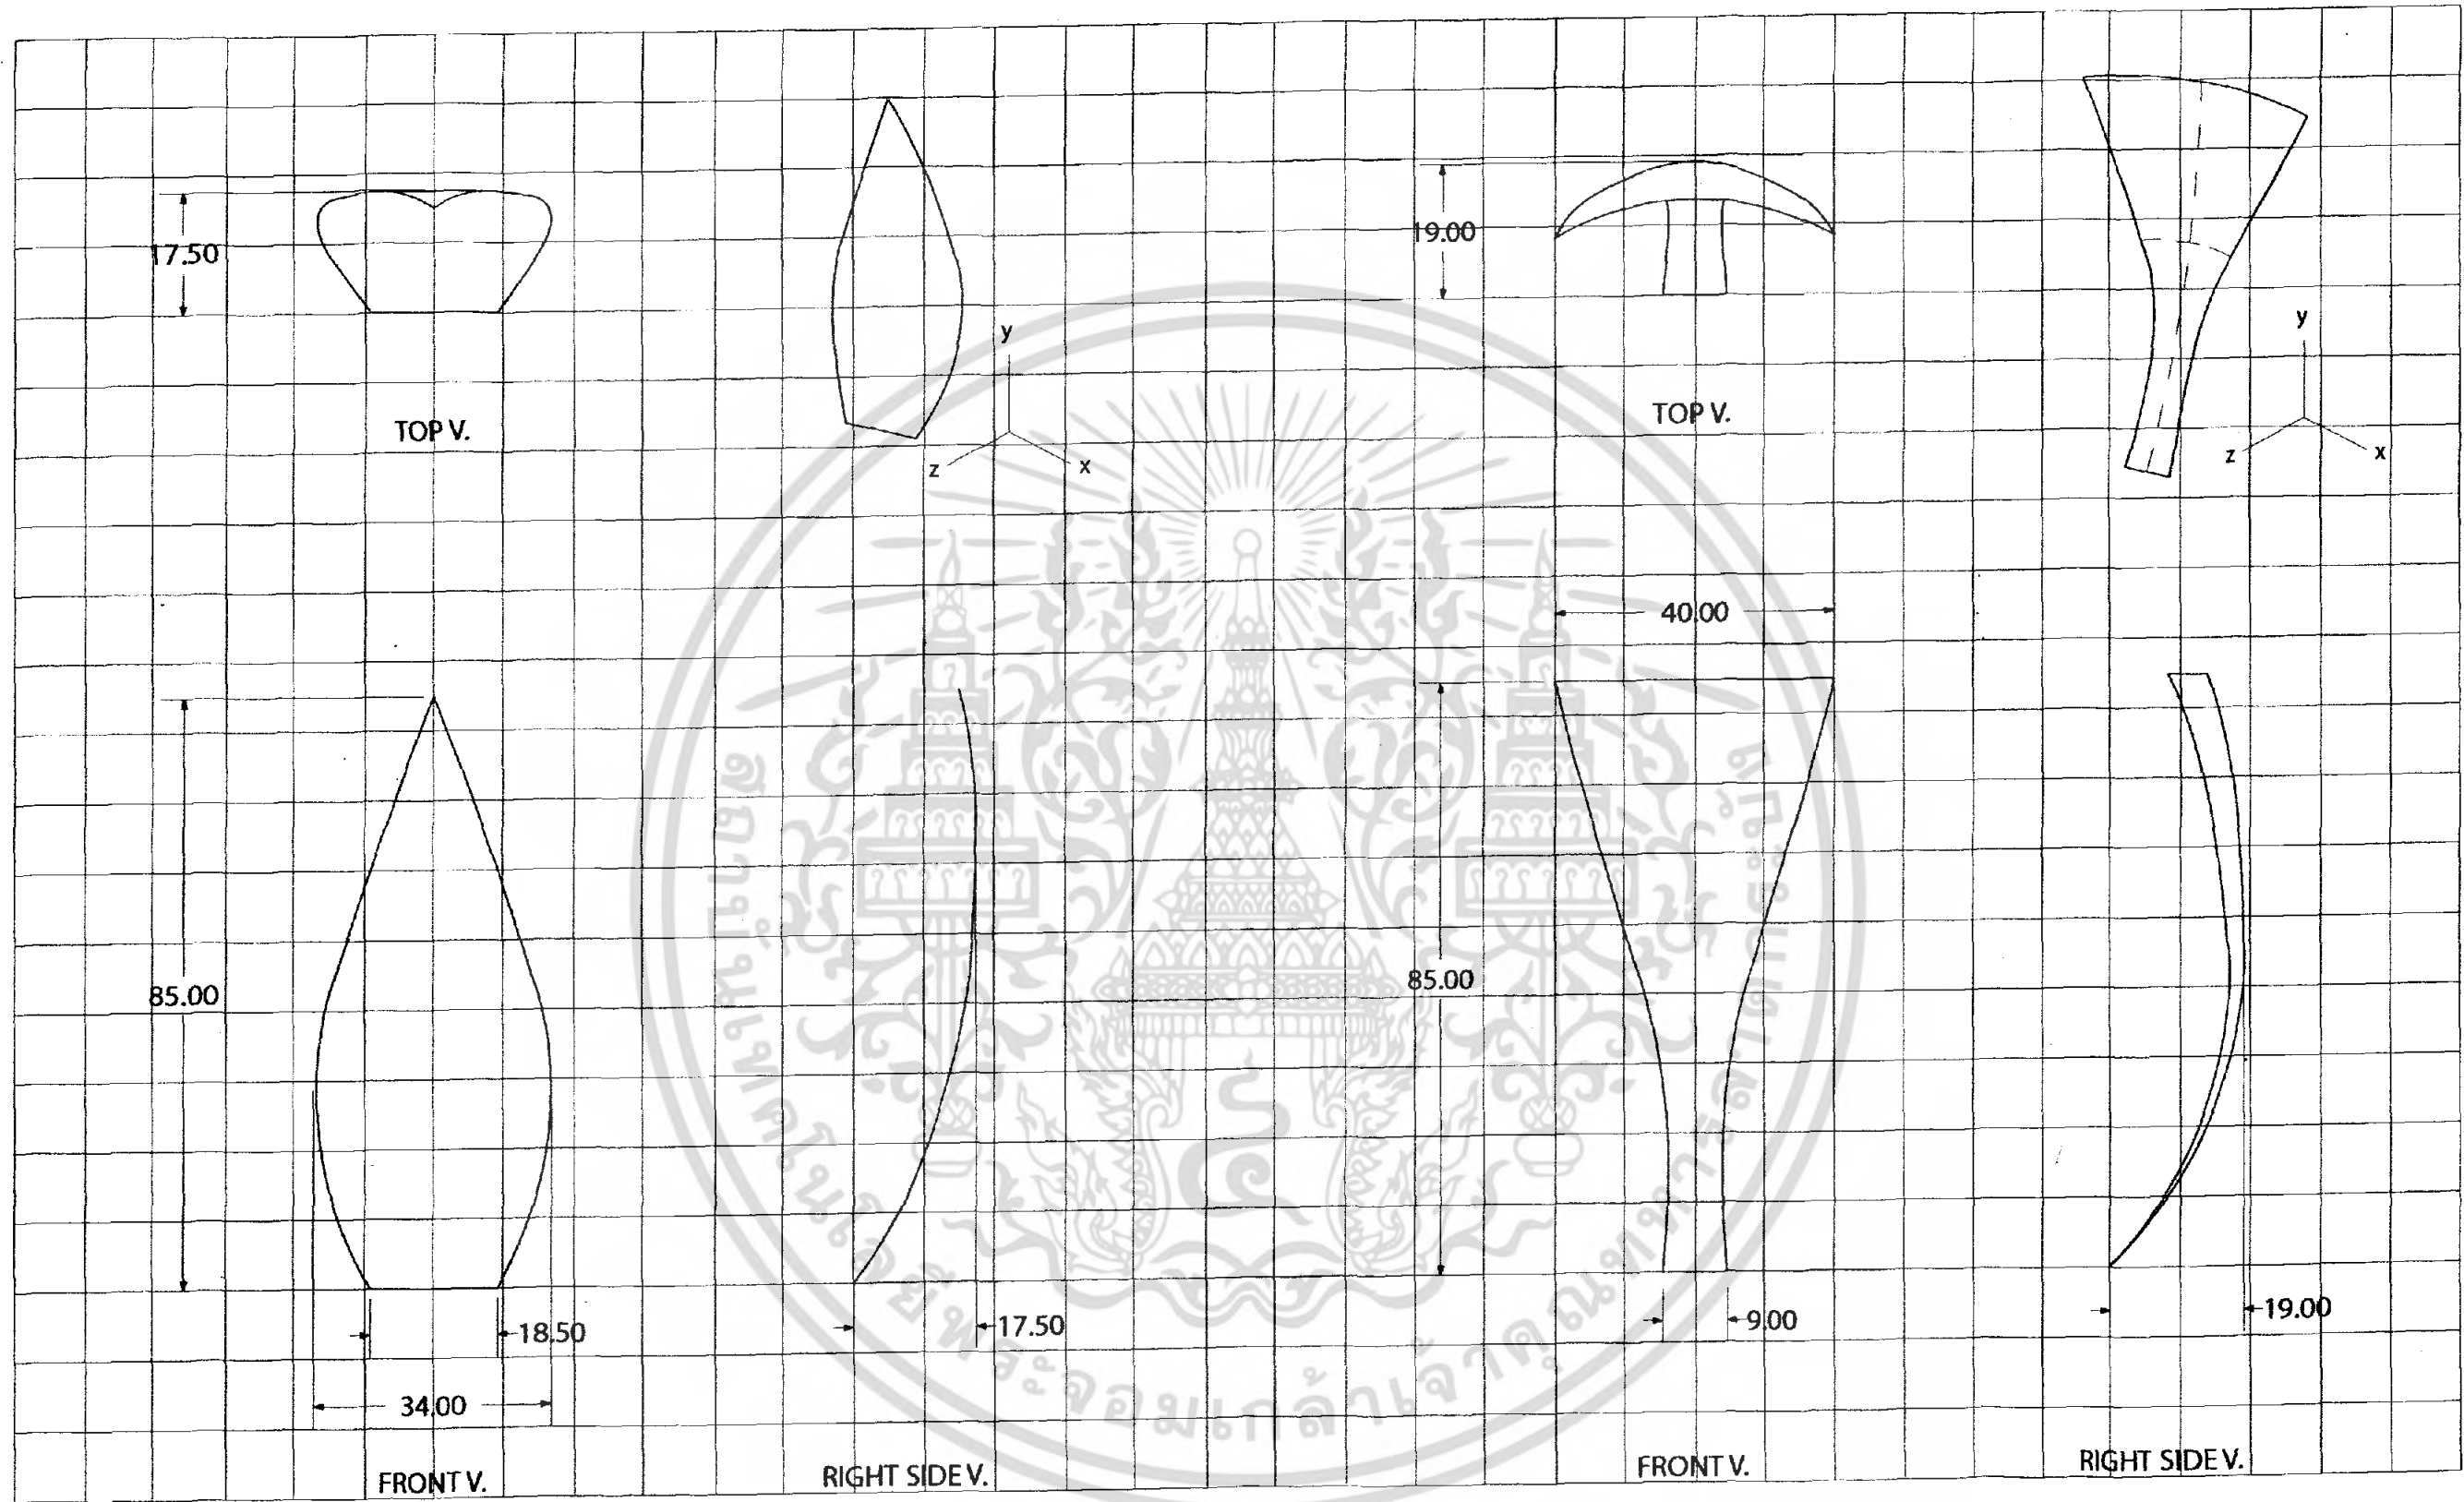 17.50
TOP V.
y
z
x
85.00
18.50
34.00
FRONT V.
17.50
RIGHT SIDE V.
19.00
TOP V.
y
z
x
40.00
85.00
9.00
FRONT V.
19.00
RIGHT SIDE V.